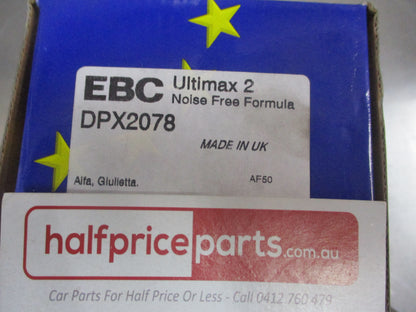 EBC Ultimax 2
Noise Free Formula
DPX2078
MADE IN UK
Alfa, Giulietta.
AF50
halfpriceparts.com.au
Car Parts For Half Price Or Less - Call 0412 760 479